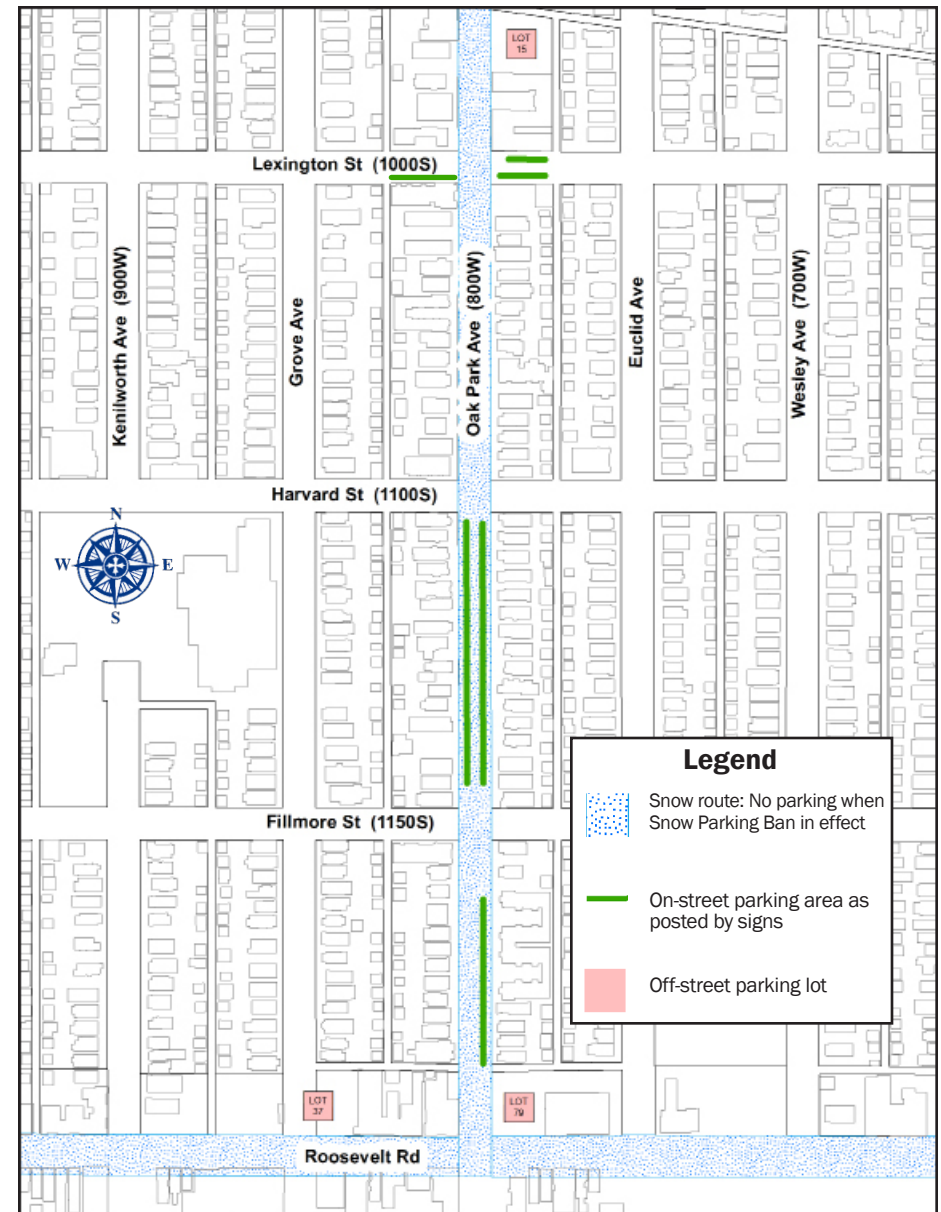 LOT
15
Lexington St (1000S)
Kenilworth Ave (900W)
Grove Ave
Oak Park Ave (800W)
Euclid Ave
Wesley Ave (700W)
Harvard St (1100S)
N
W
E
S
Legend
Snow route: No parking when
Snow Parking Ban in effect
On-street parking area as
posted by signs
Off-street parking lot
Fillmore St (1150S)
LOT
37
LOT
79
Roosevelt Rd